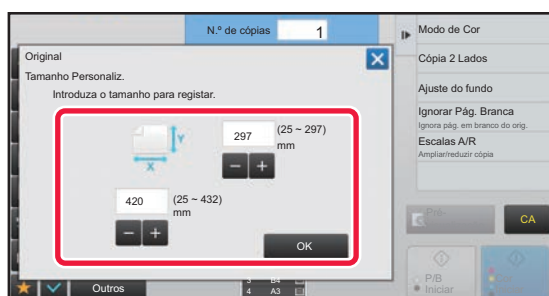 N.º de cópias 1
Original
Tamanho Personaliz.
Introduza o tamanho para registar.
Y
X
297 (25 ~ 297)
mm
420 (25 ~ 432)
mm
OK
Outros
3 B4
4 A3
Modo de Cor
Cópia 2 Lados
Ajuste do fundo
Ignorar Pág. Branca
Ignora pág. em branco do orig.
Escalas A/R
Ampliar/reduzir cópia
CA
P/B
Iniciar